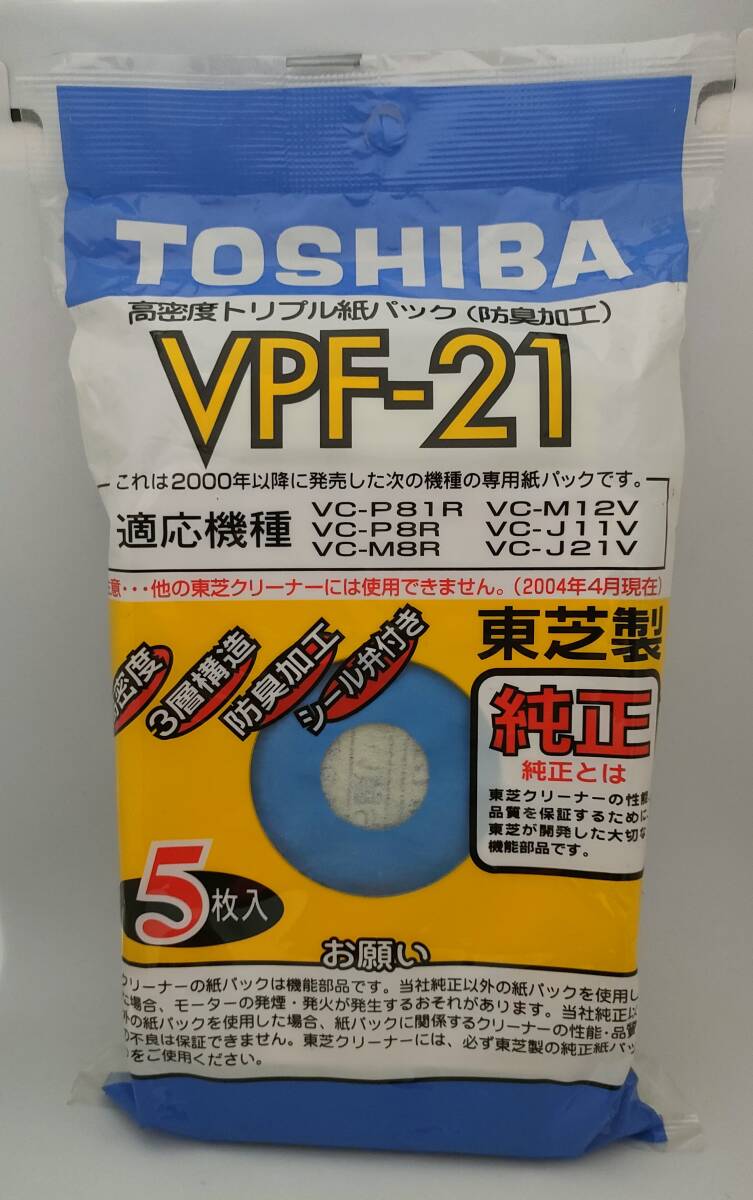 TOSHIBA
高密度トリプル紙パック(防臭加工)
VPF-21
これは2000年以降に発売した次の機種の専用紙パックです。
適応機種
VC-P81R VC-M12V
VC-P8R VC-J11V
VC-M8R VC-J21V
意・・・他の東芝クリーナーには使用できません。(2004年4月現在)
東芝製
密度
3層構造
防臭加工
シール弁付き
純正
純正とは
東芝クリーナーの性能、
品質を保証するために、
東芝が開発した大切な
機能部品です。
5枚入
お願い
クリーナーの紙パックは機能部品です。当社純正以外の紙パックを使用し
た場合、モーターの発煙・発火が発生するおそれがあります。当社純正以
外の紙パックを使用した場合、紙パックに関係するクリーナーの性能・品質
の不良は保証できません。東芝クリーナーには、必ず東芝製の純正紙パッ
をご使用ください。